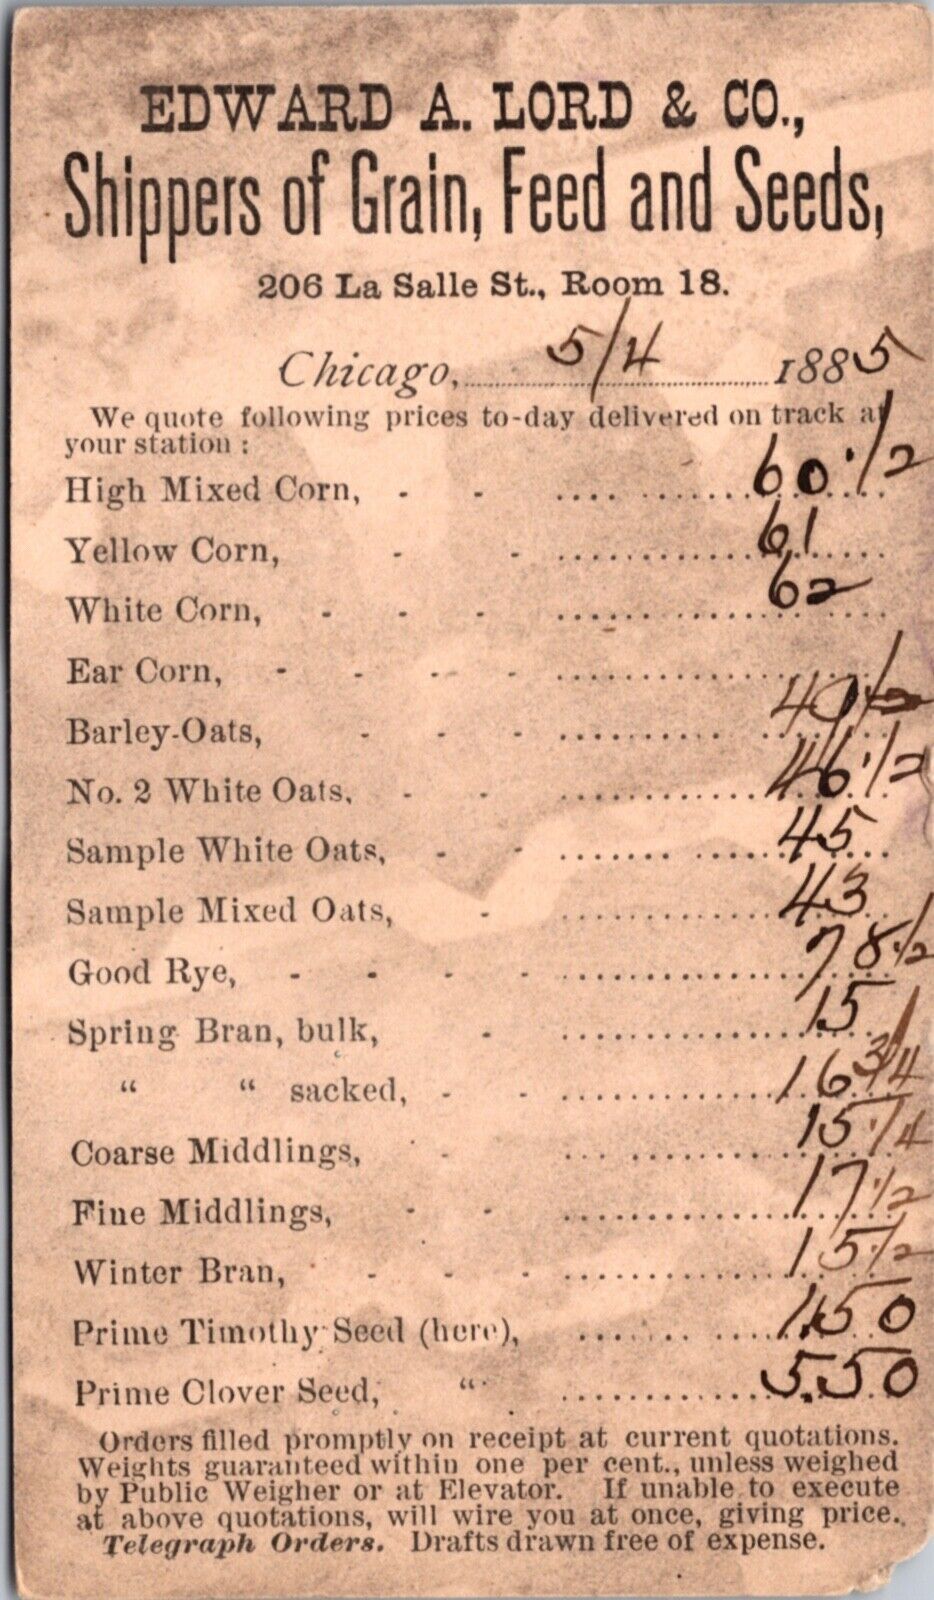 EDWARD A. LORD & CO.,
Shippers of Grain, Feed and Seeds,
206 La Salle St., Room 18.
Chicago, 5/4 1885
We quote following prices to-day delivered on track at
your station :
High Mixed Corn, - - 60 1/2
Yellow Corn, - - 61
White Corn, - - - 62
Ear Corn, - - - -
Barley-Oats, - - -
No. 2 White Oats, - - 46 1/2
Sample White Oats, - - 45
Sample Mixed Oats, - 43
Good Rye, - - - - 78 1/2
Spring Bran, bulk, - 15
" " sacked, - - 16 3/4
Coarse Middlings, - 15 1/4
Fine Middlings, - - 17 1/2
Winter Bran, - - - 15 1/2
Prime Timothy Seed (here), 1.50
Prime Clover Seed, " 5.50
Orders filled promptly on receipt at current quotations.
Weights guaranteed within one per cent., unless weighed
by Public Weigher or at Elevator. If unable to execute
at above quotations, will wire you at once, giving price.
Telegraph Orders. Drafts drawn free of expense.